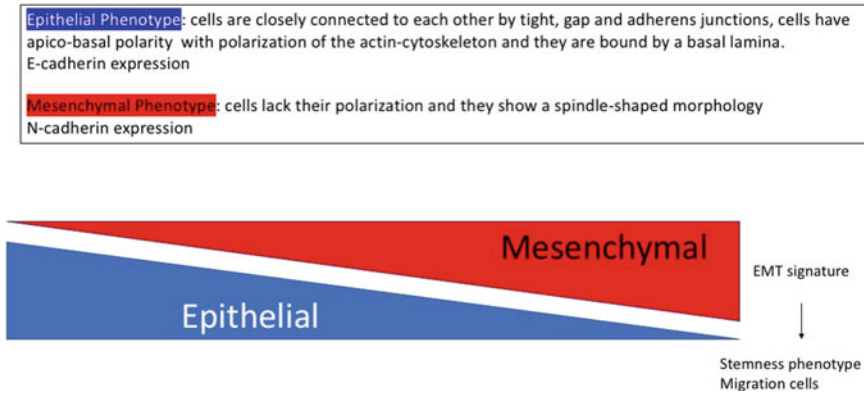 Epithelial Phenotype: cells are closely connected to each other by tight, gap and adherens junctions, cells have
apico-basal polarity with polarization of the actin-cytoskeleton and they are bound by a basal lamina.
E-cadherin expression
Mesenchymal Phenotype: cells lack their polarization and they show a spindle-shaped morphology
N-cadherin expression
Mesenchymal
EMT signature
Epithelial
Stemness phenotype
Migration cells